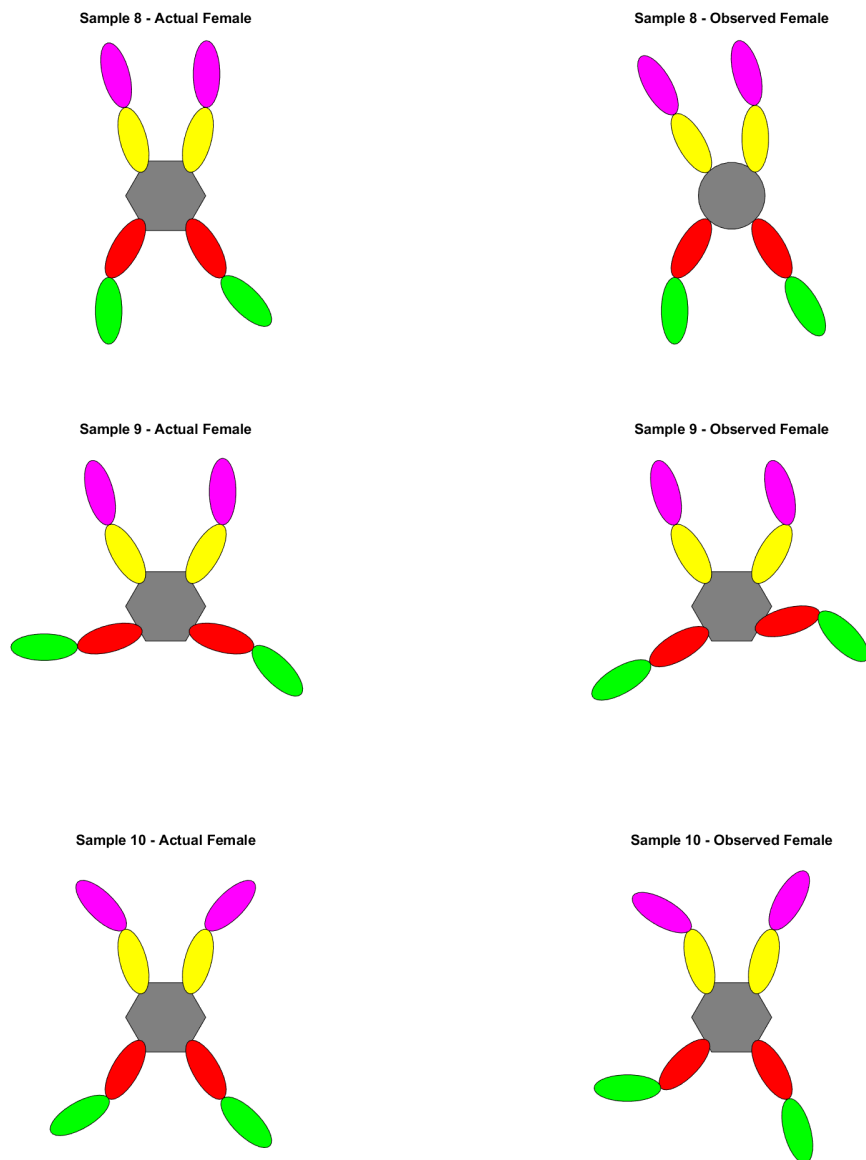 Sample 8 - Actual Female
Sample 8 - Observed Female
Sample 9 - Actual Female
Sample 9 - Observed Female
Sample 10 - Actual Female
Sample 10 - Observed Female